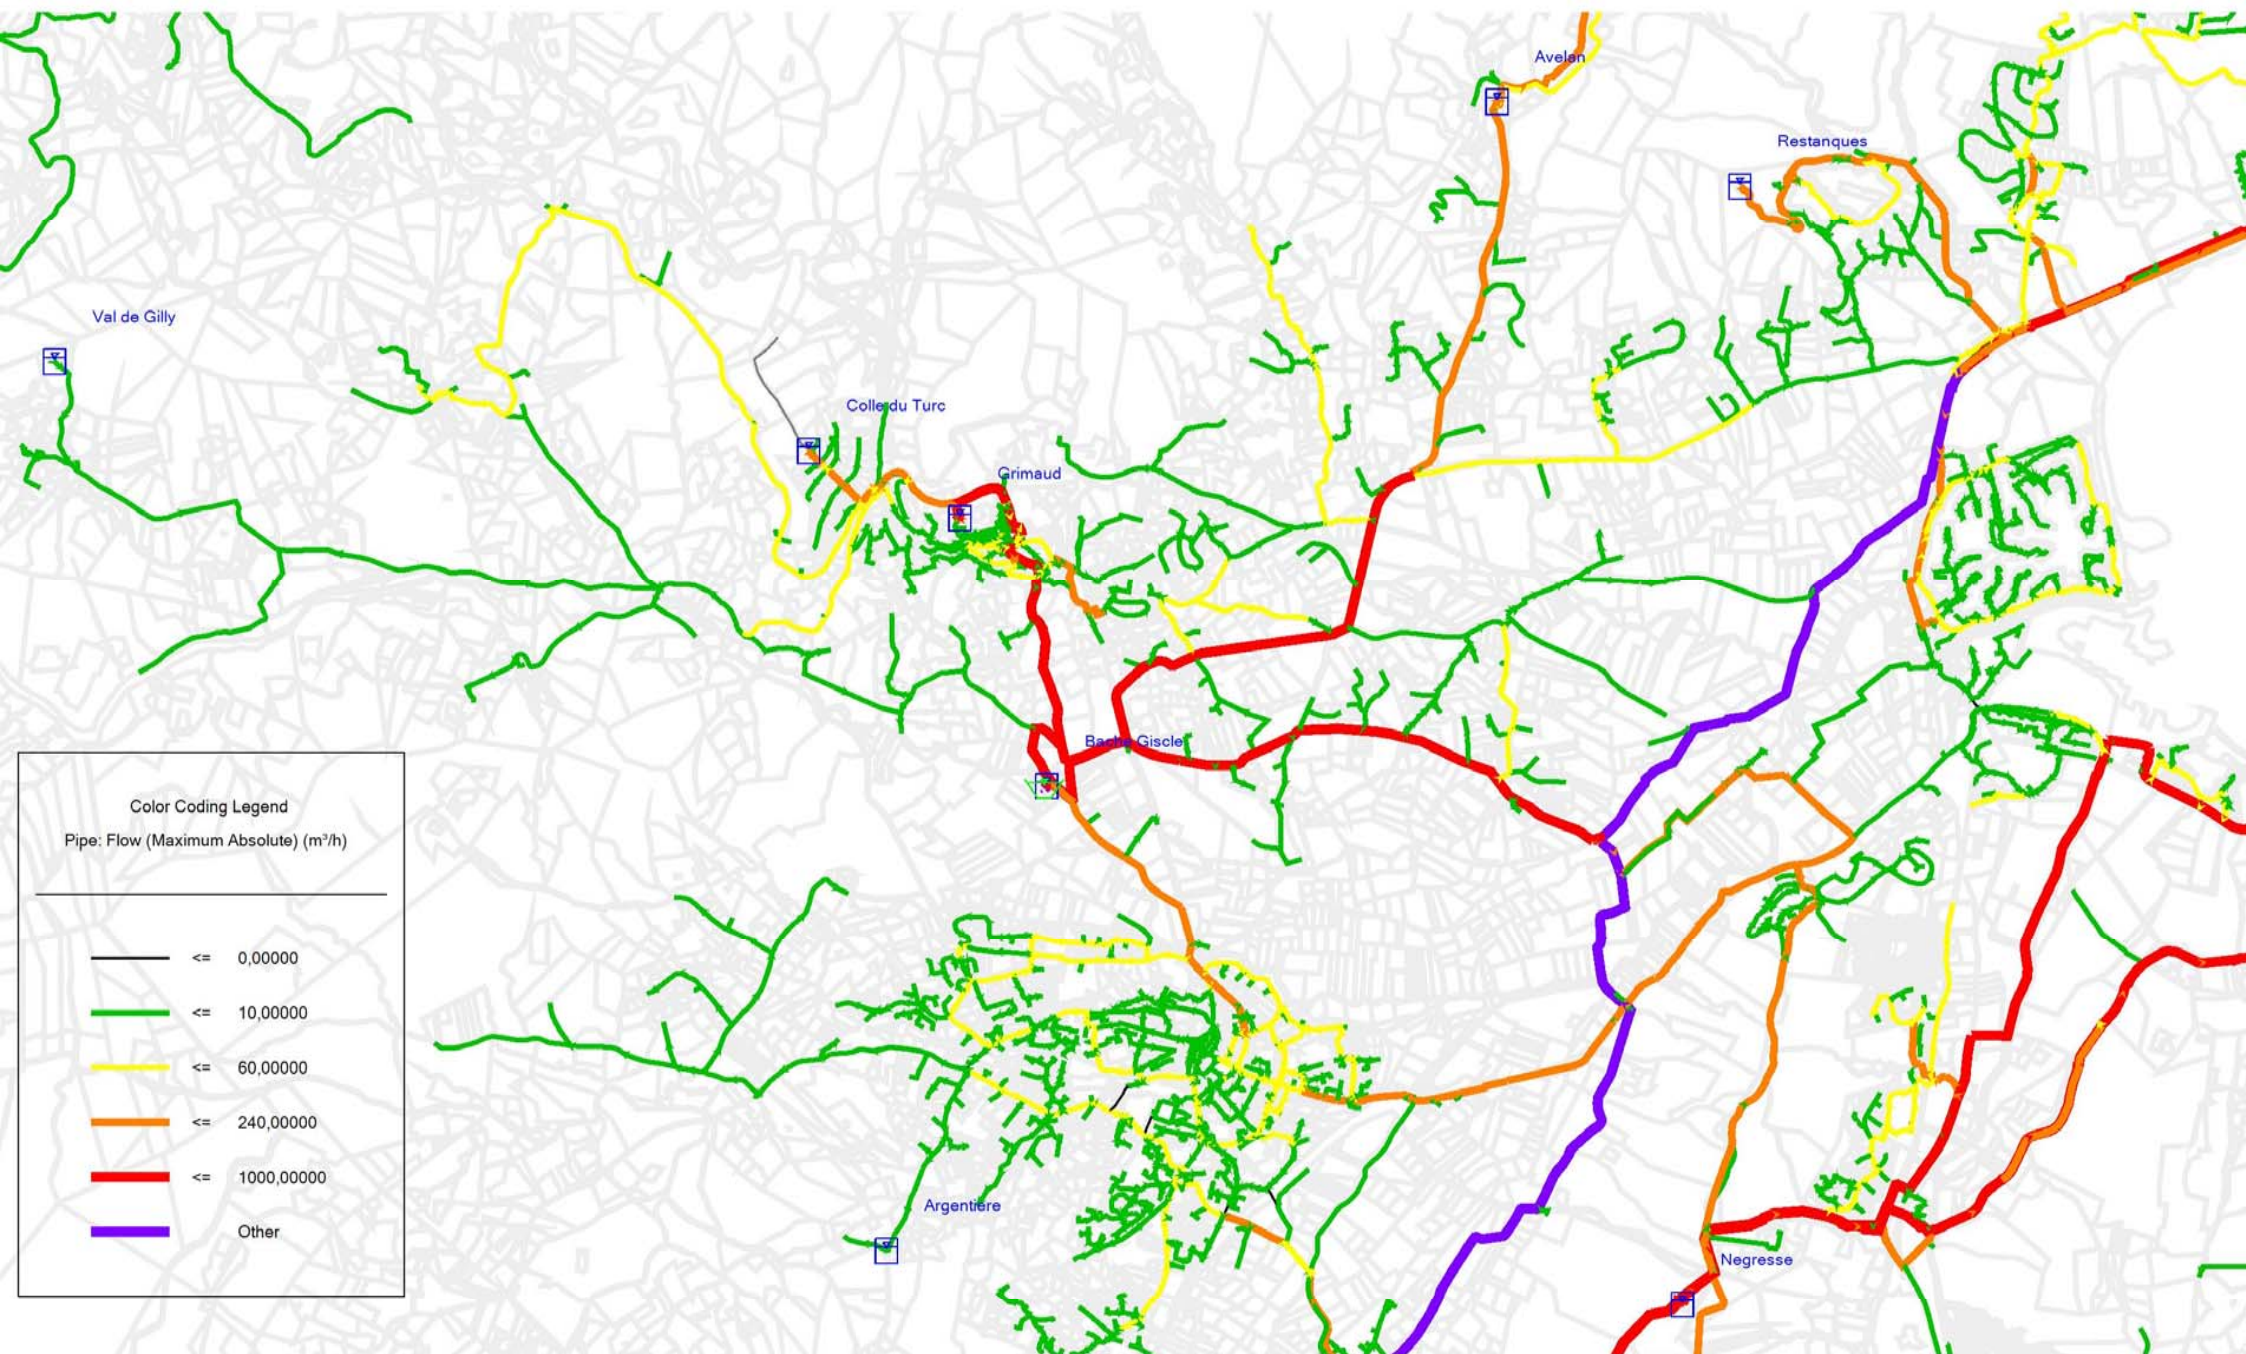 Avelan
Restanques
Val de Gilly
Colle du Turc
Grimaud
Bache Giscle
Color Coding Legend
Pipe: Flow (Maximum Absolute) (m³/h)
<= 0,00000
<= 10,00000
<= 60,00000
<= 240,00000
<= 1000,00000
Other
Argentiere
Negresse